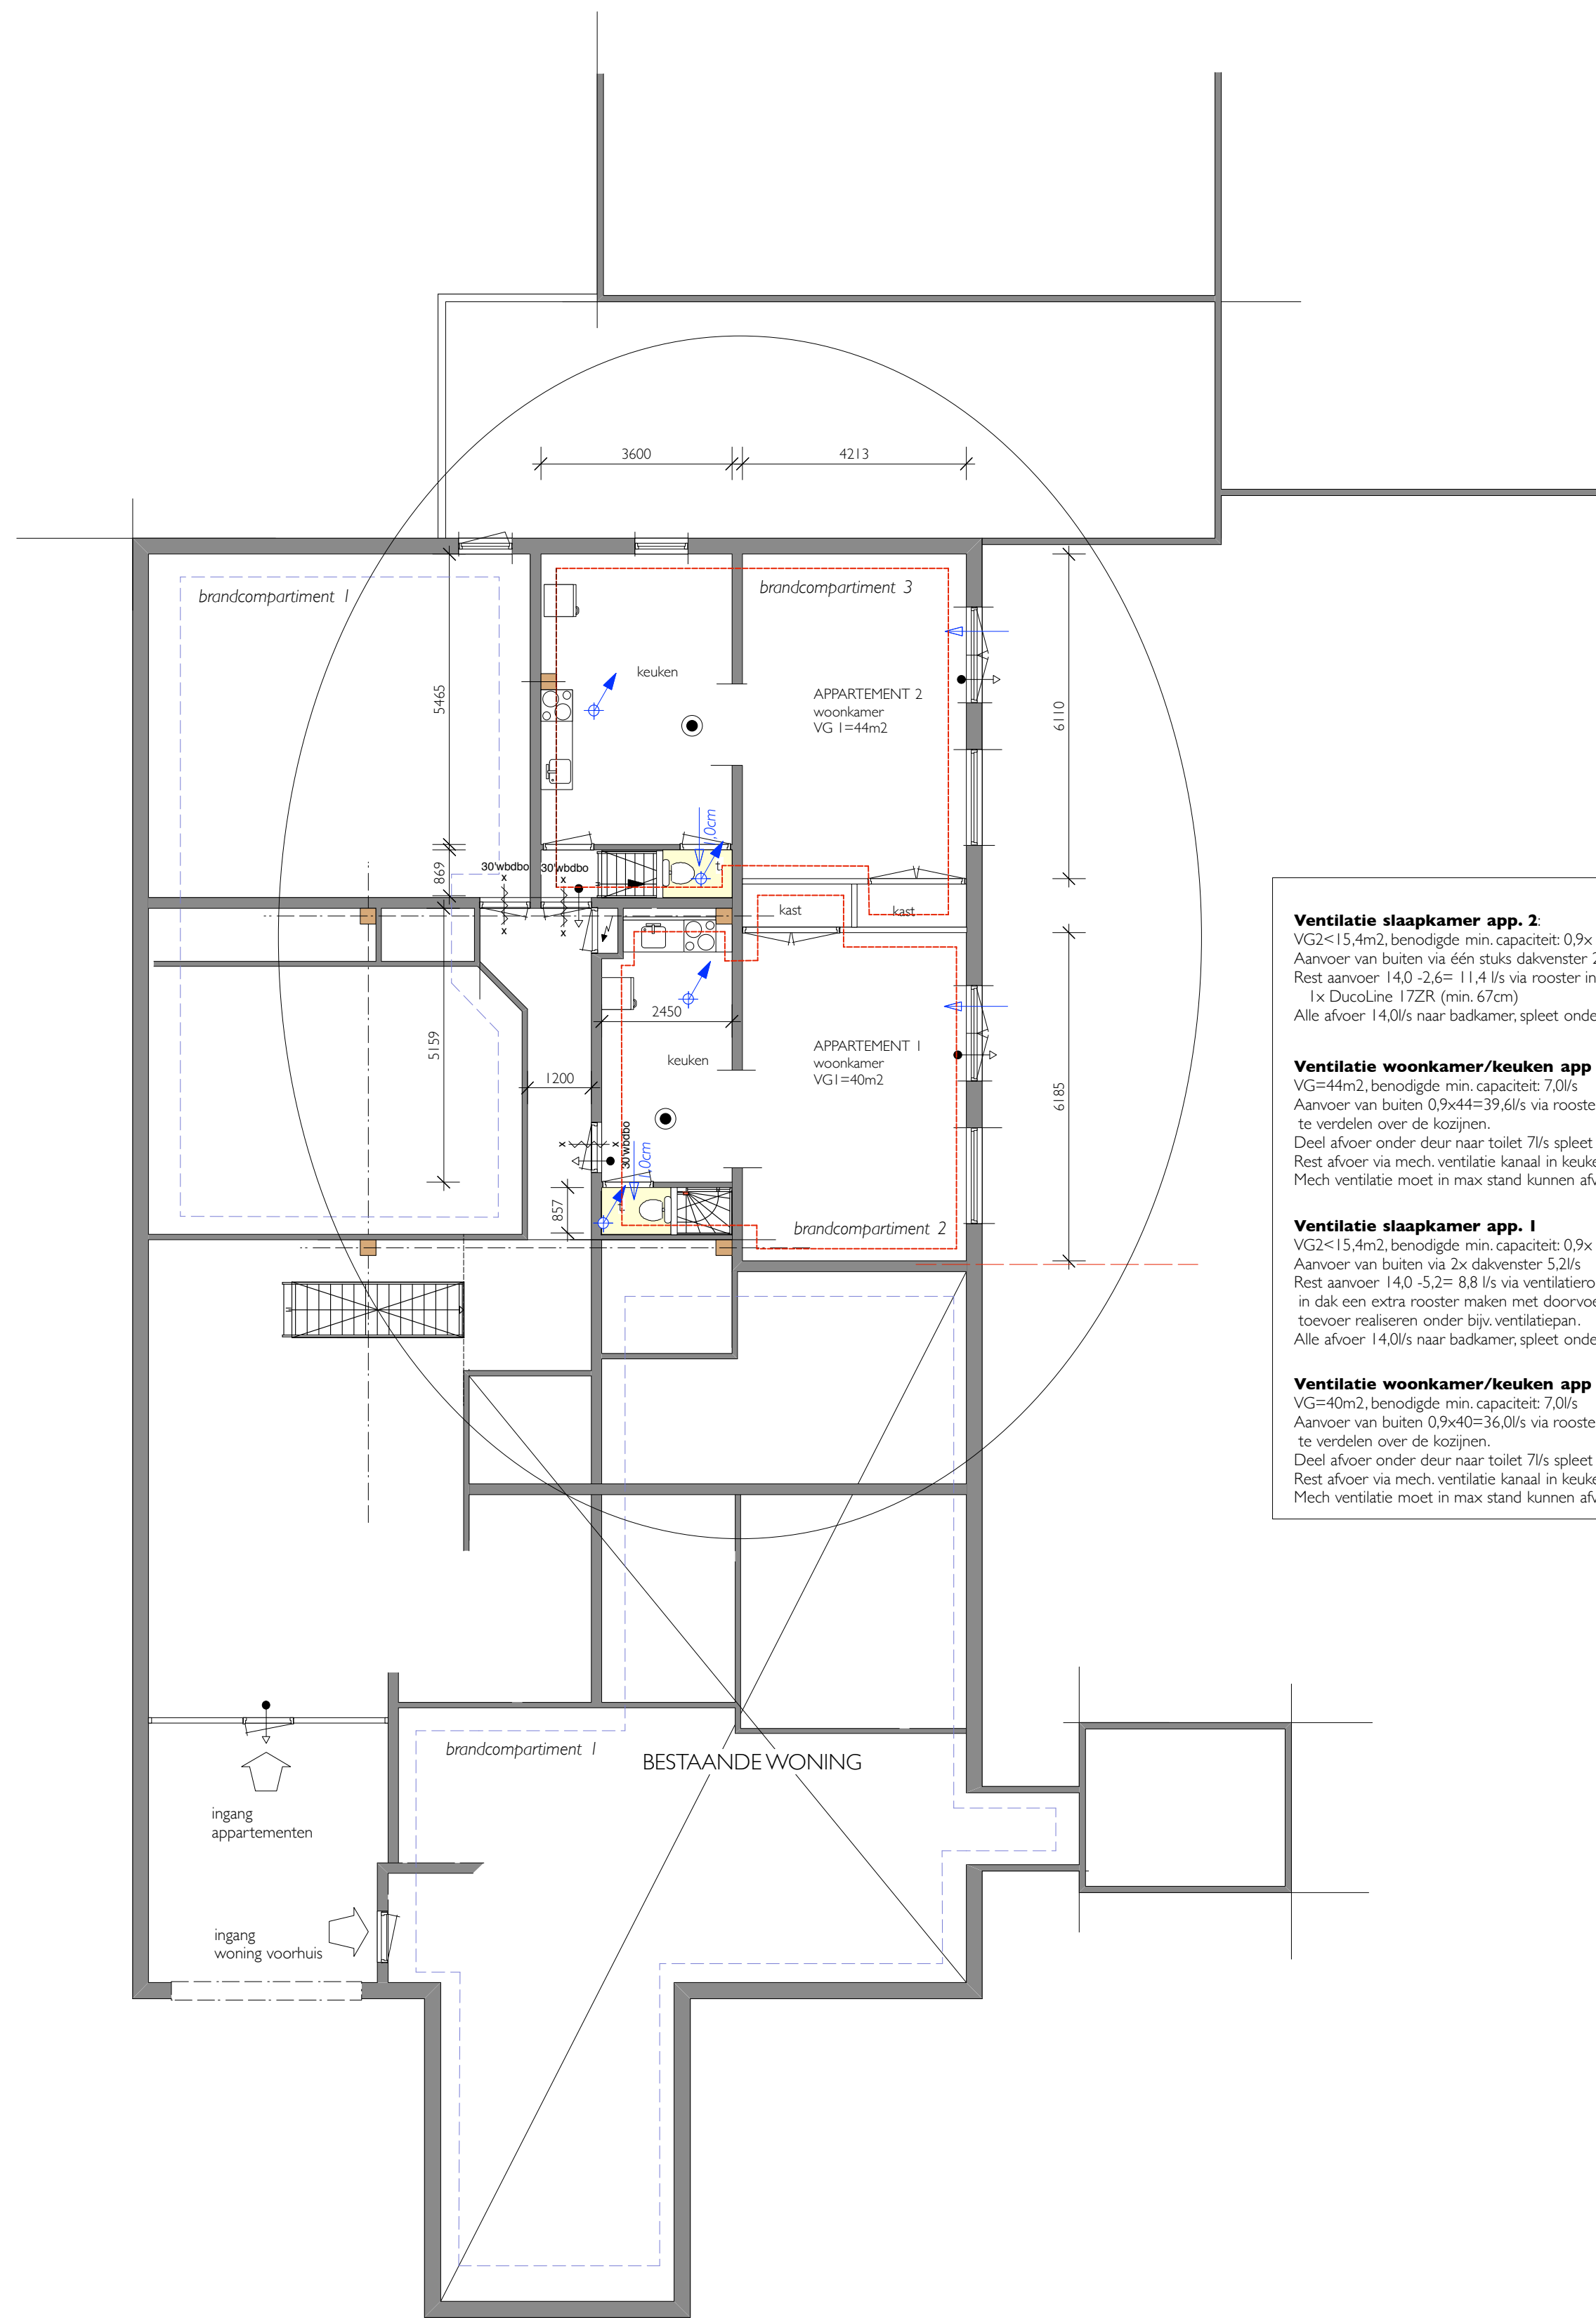 3600
4213
brandcompartiment 1
brandcompartiment 3
keuken
5465
APPARTEMENT 2
woonkamer
VG 1=44m2
6110
t
869
30'wbdbo
30'wbdbo
x
x
x
x
kast
kast
2450
5159
1200
keuken
APPARTEMENT 1
woonkamer
VG1=40m2
6185
x
x
30'wbdbo
857
brandcompartiment 2
Ventilatie slaapkamer app. 2:
VG2<15,4m2, benodigde min. capaciteit: 0,9x
Aanvoer van buiten via één stuks dakvenster
Rest aanvoer 14,0 -2,6= 11,4 l/s via rooster in
1x DucoLine 17ZR (min. 67cm)
Alle afvoer 14,0l/s naar badkamer, spleet
Ventilatie woonkamer/keuken app
VG=44m2, benodigde min. capaciteit: 7,0l/s
Aanvoer van buiten 0,9x44=39,6l/s via
te verdelen over de kozijnen.
Deel afvoer onder deur naar toilet 7l/s spleet
Rest afvoer via mech. ventilatie kanaal in
Mech ventilatie moet in max stand kunnen
Ventilatie slaapkamer app. 1
VG2<15,4m2, benodigde min. capaciteit: 0,9x
Aanvoer van buiten via 2x dakvenster 5,2l/s
Rest aanvoer 14,0 -5,2= 8,8 l/s via
in dak een extra rooster maken met
toevoer realiseren onder bijv. ventilatiepan.
Alle afvoer 14,0l/s naar badkamer, spleet
Ventilatie woonkamer/keuken app
VG=40m2, benodigde min. capaciteit: 7,0l/s
Aanvoer van buiten 0,9x40=36,0l/s via
te verdelen over de kozijnen.
Deel afvoer onder deur naar toilet 7l/s spleet
Rest afvoer via mech. ventilatie kanaal in
Mech ventilatie moet in max stand kunnen
brandcompartiment 1
BESTAANDE WONING
ingang
appartementen
ingang
woning voorhuis